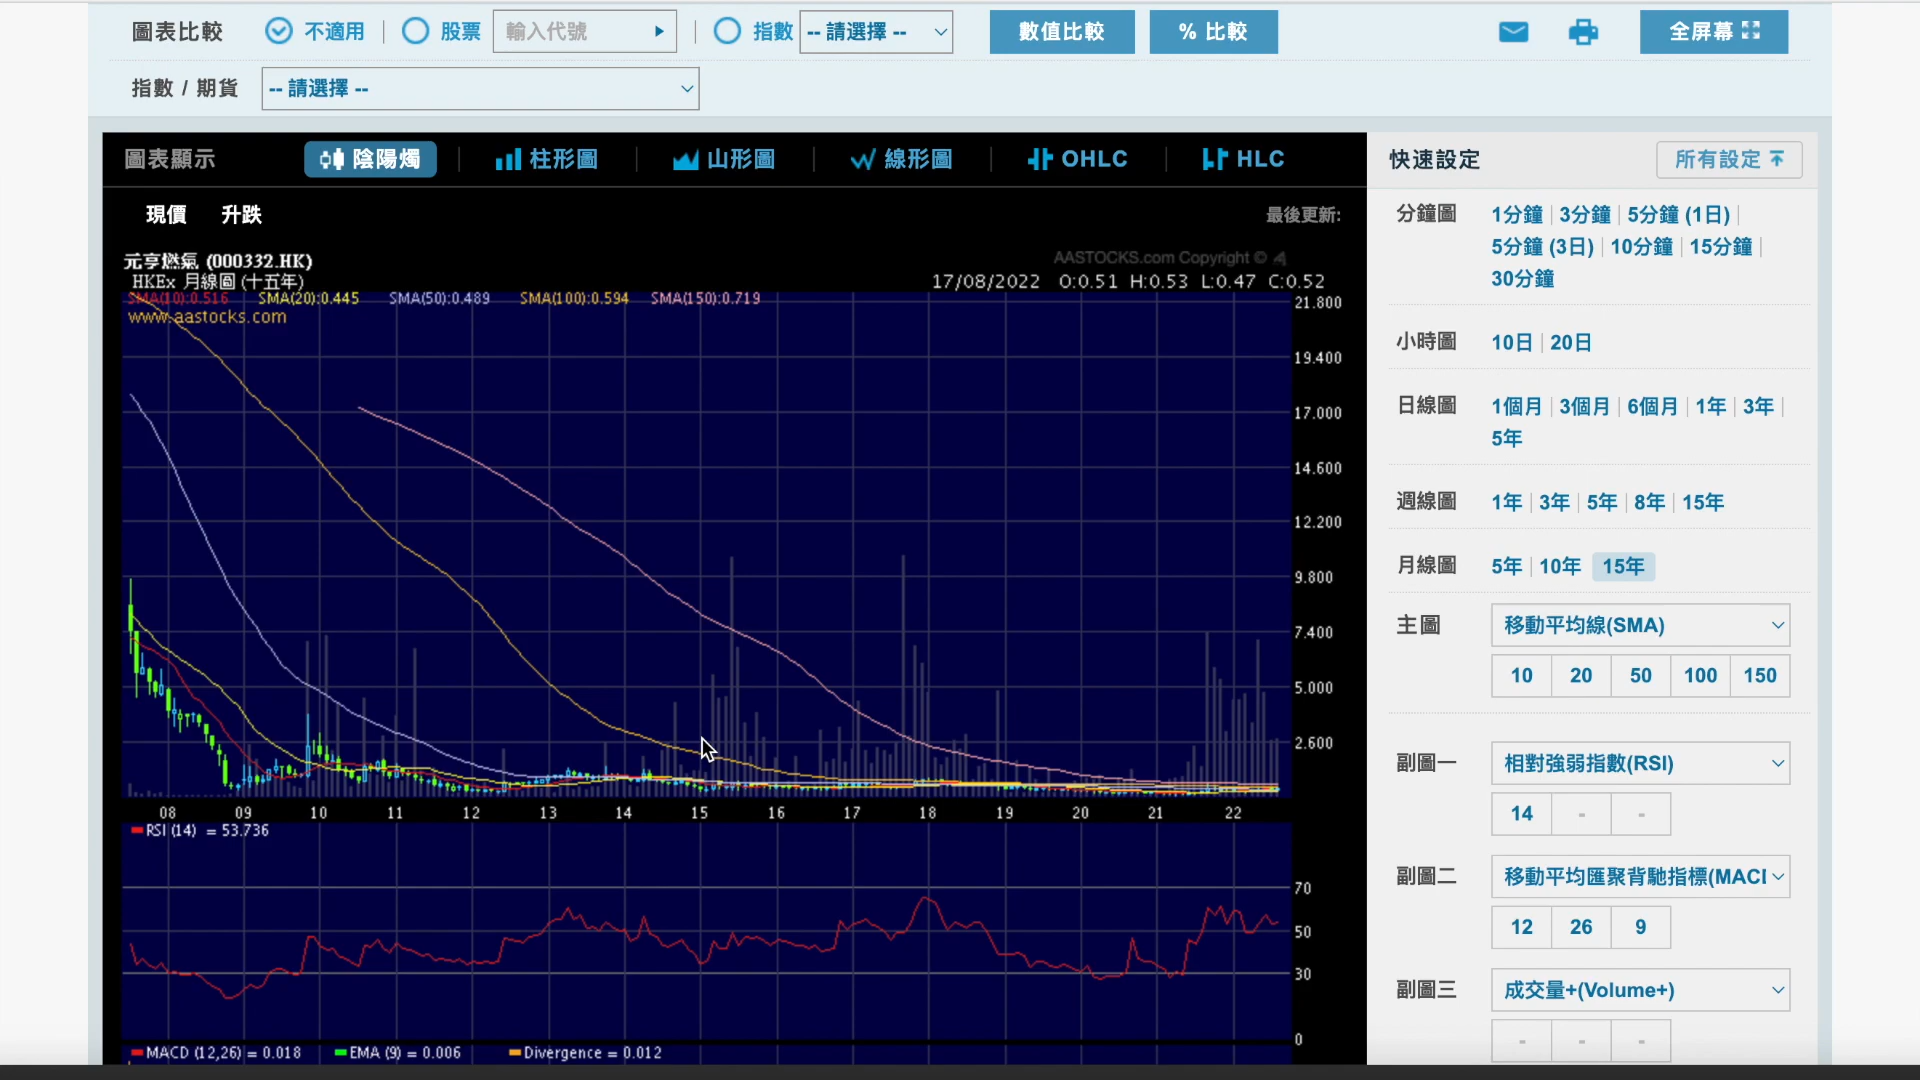 圖表比較 不適用 股票 輸入代號 指數 -- 請選擇 -- 數值比較 % 比較 全屏幕
指數 / 期貨 -- 請選擇 --
圖表顯示 陰陽燭 柱形圖 山形圖 線形圖 OHLC HLC
現價 升跌 最後更新:
元亨燃氣 (000332.HK) AASTOCKS.com Copyright ©
HKEx 月線圖 (十五年) 17/08/2022 O:0.51 H:0.53 L:0.47 C:0.52
SMA(10):0.516 SMA(20):0.445 SMA(50):0.489 SMA(100):0.594 SMA(150):0.719
www.aastocks.com
21.800
19.400
17.000
14.600
12.200
9.800
7.400
5.000
2.600
08 09 10 11 12 13 14 15 16 17 18 19 20 21 22
RSI (14) = 53.736
70
50
30
0
MACD (12,26) = 0.018 EMA (9) = 0.006 Divergence = 0.012
快速設定 所有設定
分鐘圖 1分鐘 3分鐘 5分鐘 (1日)
5分鐘 (3日) 10分鐘 15分鐘
30分鐘
小時圖 10日 20日
日線圖 1個月 3個月 6個月 1年 3年
5年
週線圖 1年 3年 5年 8年 15年
月線圖 5年 10年 15年
主圖 移動平均線(SMA)
10 20 50 100 150
副圖一 相對強弱指數(RSI)
14 - -
副圖二 移動平均匯聚背馳指標(MACD
12 26 9
副圖三 成交量+(Volume+)
- - -